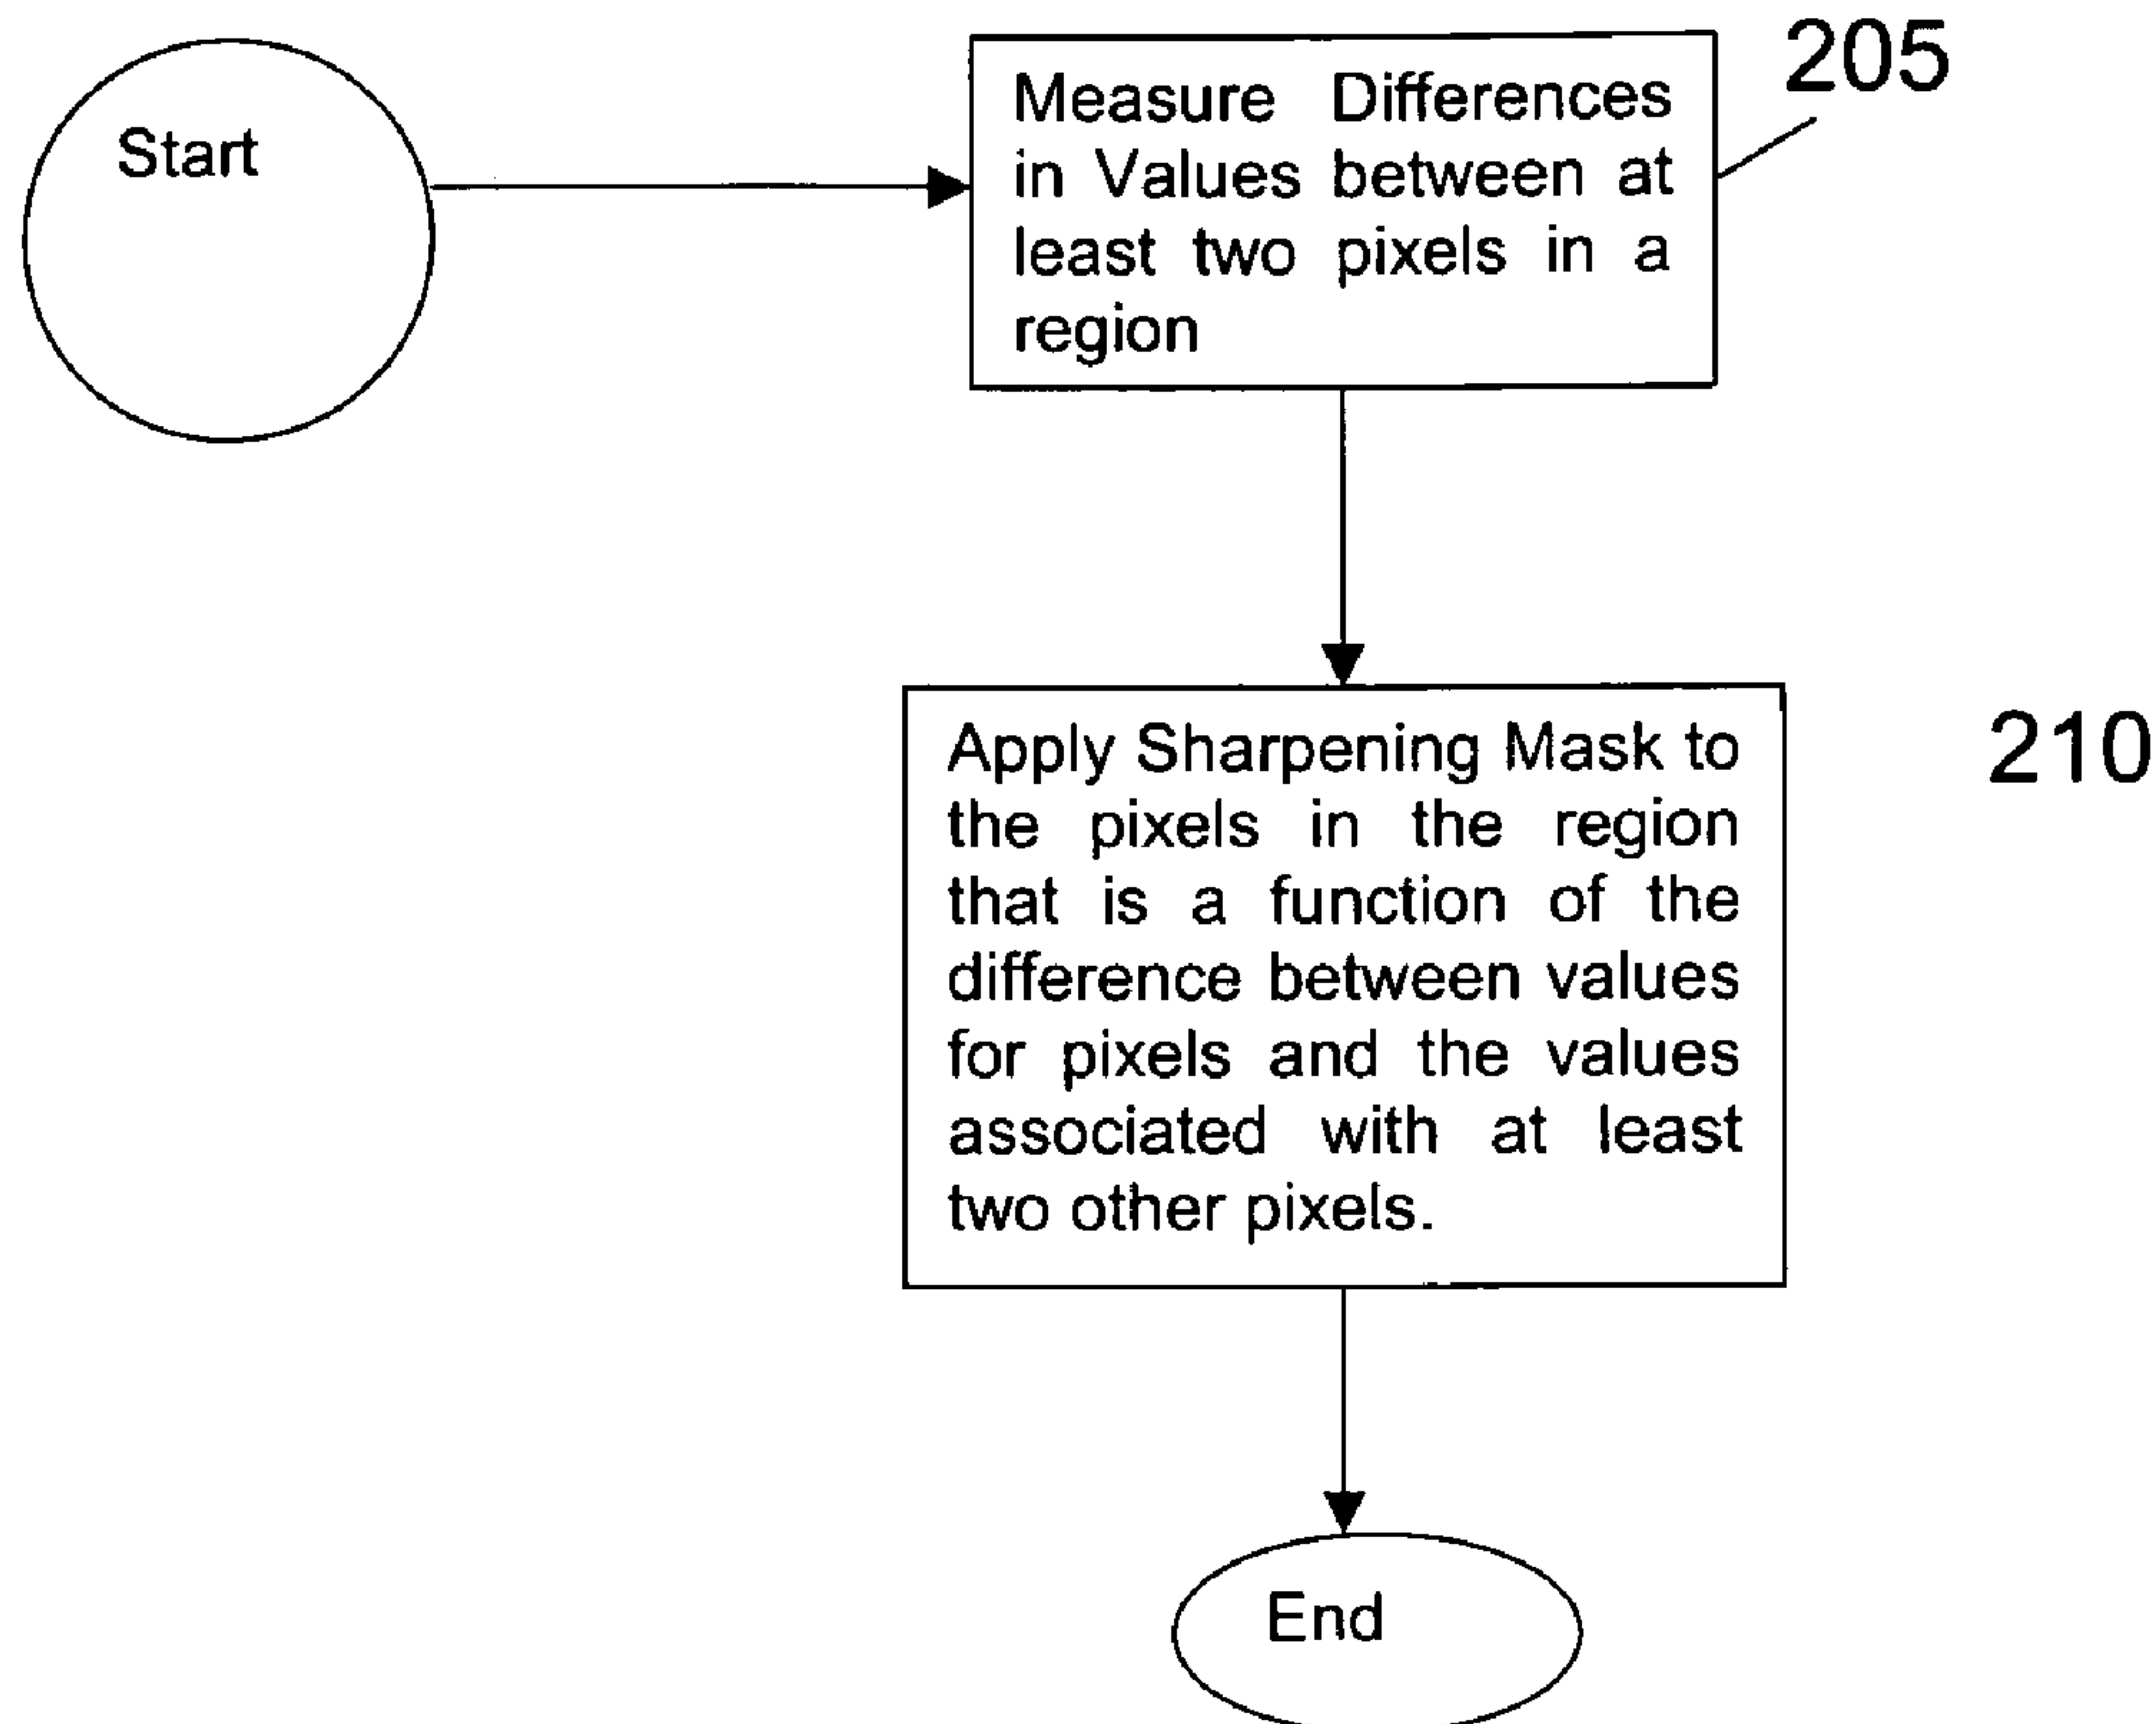 Start
Measure Differences
in Values between at
least two pixels in a
region
205
Apply Sharpening Mask to
the pixels in the region
that is a function of the
difference between values
for pixels and the values
associated with at least
two other pixels.
210
End